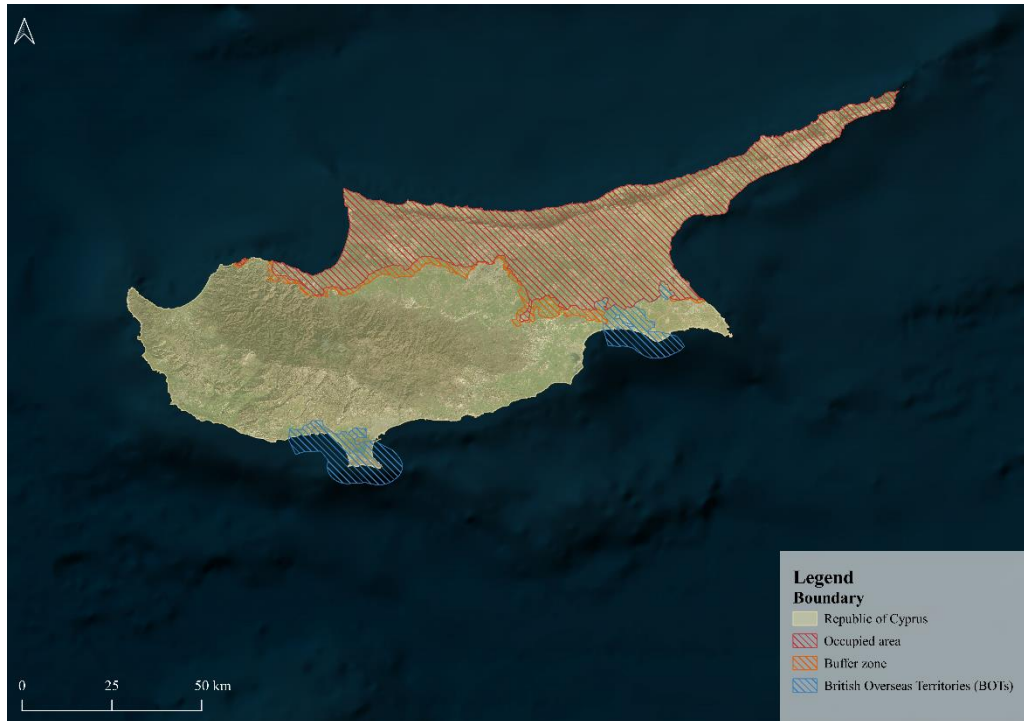 Legend
Boundary
Republic of Cyprus
Occupied area
Buffer zone
British Overseas Territories (BOTs)
0 25 50 km